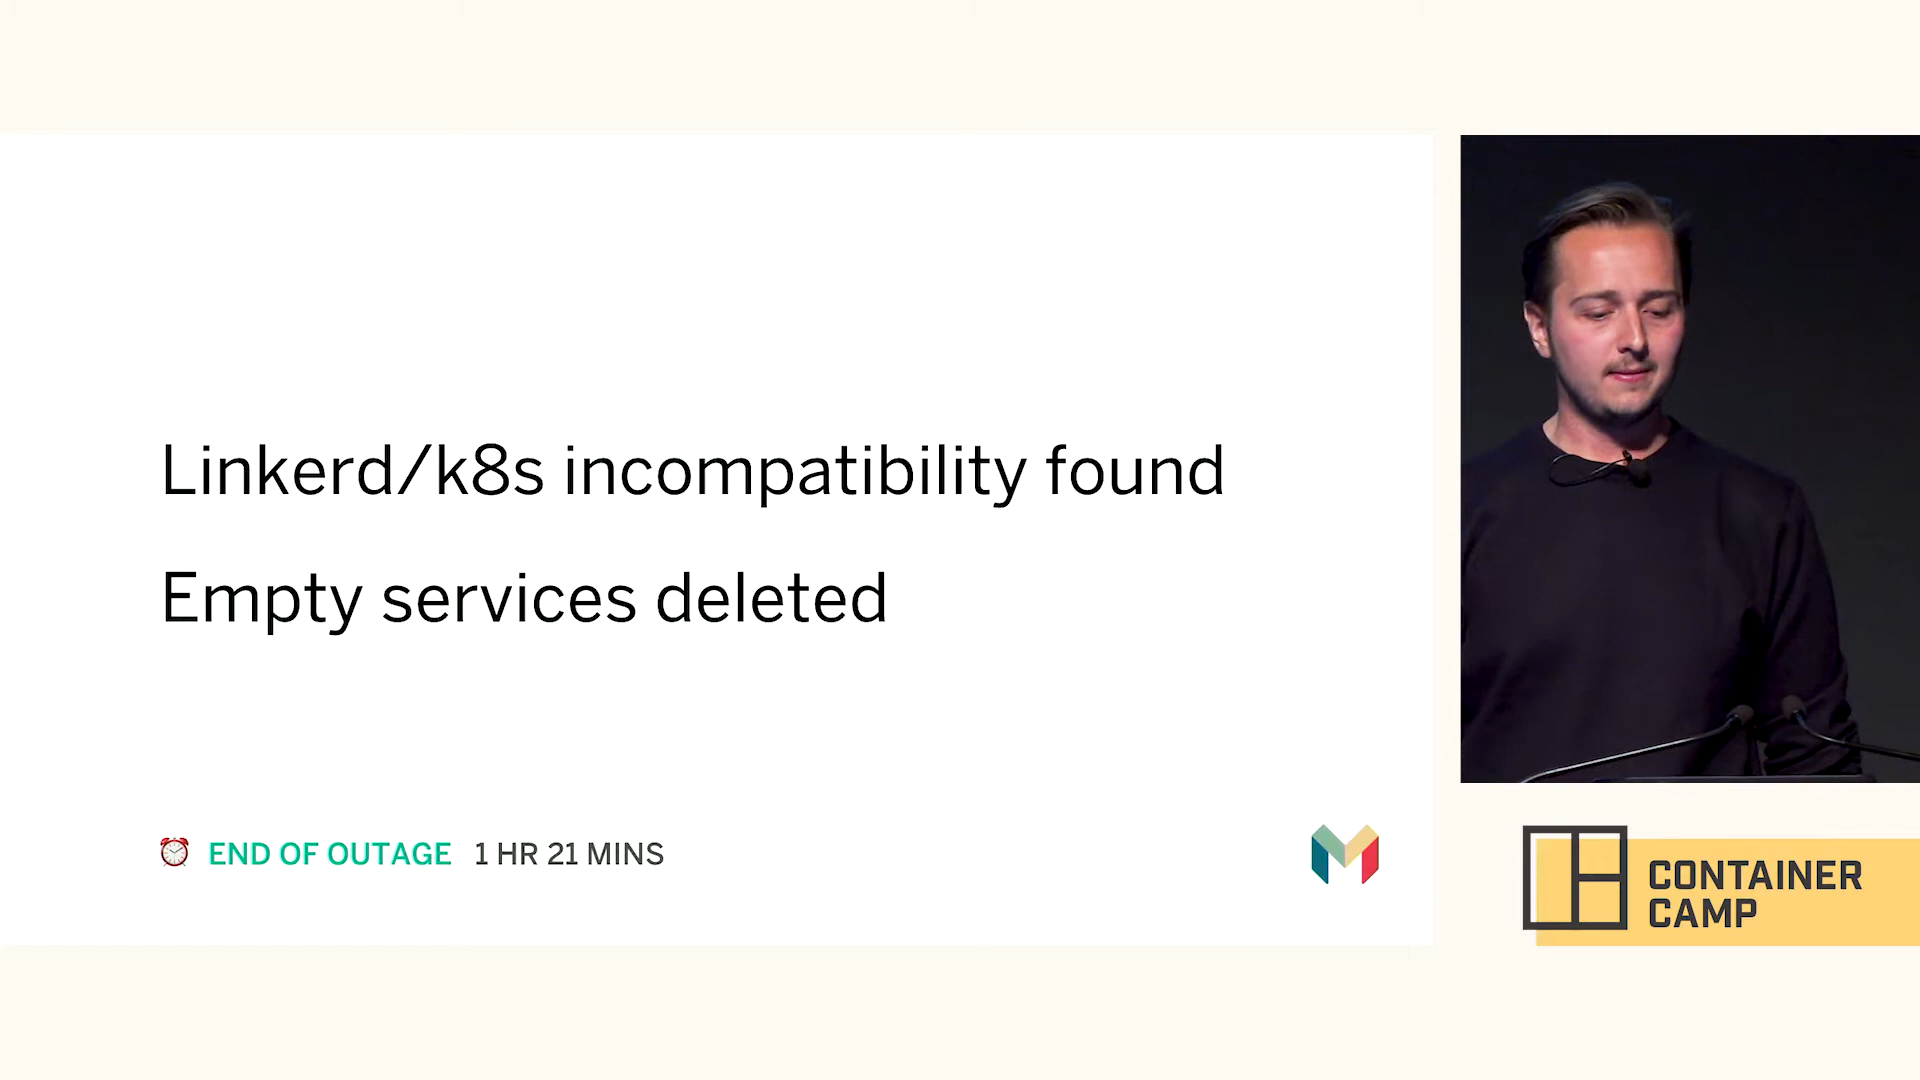 Linkerd/k8s incompatibility found
Empty services deleted
END OF OUTAGE 1 HR 21 MINS
CONTAINER
CAMP